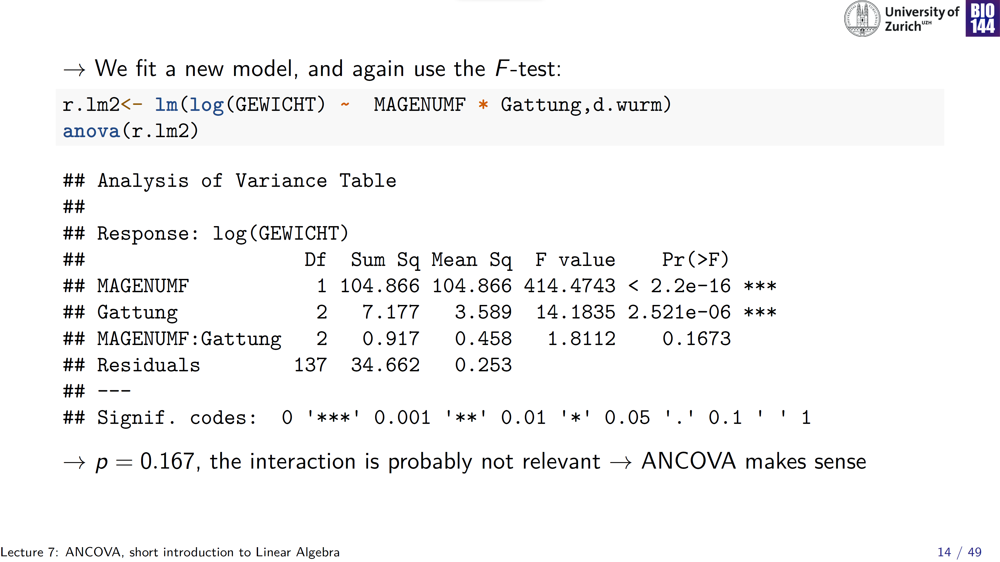 University of
Zurich UZH
BIO
144
→ We fit a new model, and again use the F-test:
r.lm2<- lm(log(GEWICHT) ~  MAGENUMF * Gattung,d.wurm)
anova(r.lm2)
## Analysis of Variance Table
##
## Response: log(GEWICHT)
##                   Df  Sum Sq Mean Sq  F value    Pr(>F)
## MAGENUMF           1 104.866 104.866 414.4743 < 2.2e-16 ***
## Gattung            2   7.177   3.589  14.1835 2.521e-06 ***
## MAGENUMF:Gattung   2   0.917   0.458   1.8112    0.1673
## Residuals        137  34.662   0.253
## ---
## Signif. codes:  0 '***' 0.001 '**' 0.01 '*' 0.05 '.' 0.1 ' ' 1
→ p = 0.167, the interaction is probably not relevant → ANCOVA makes sense
Lecture 7: ANCOVA, short introduction to Linear Algebra
14 / 49